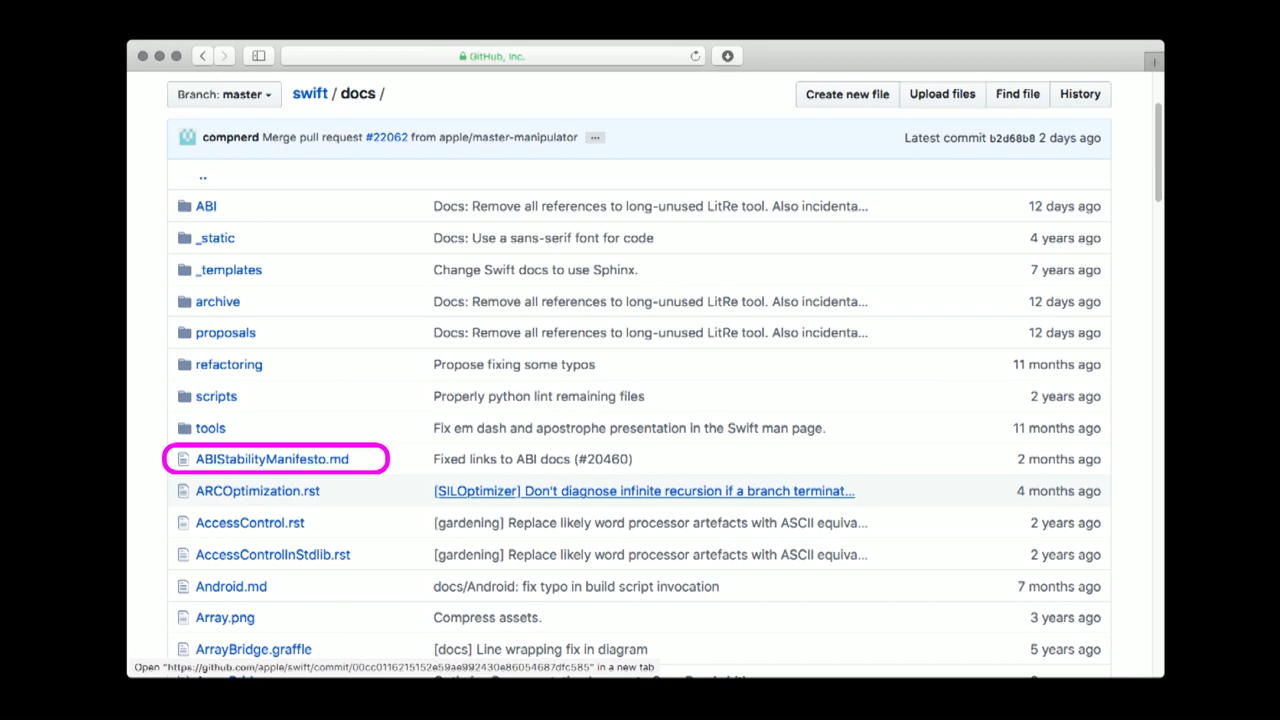 GitHub, Inc.
Branch: master swift / docs / Create new file Upload files Find file History
compnerd Merge pull request #22062 from apple/master-manipulator ... Latest commit b2d68b8 2 days ago
..
ABI Docs: Remove all references to long-unused LitRe tool. Also incidenta... 12 days ago
_static Docs: Use a sans-serif font for code 4 years ago
_templates Change Swift docs to use Sphinx. 7 years ago
archive Docs: Remove all references to long-unused LitRe tool. Also incidenta... 12 days ago
proposals Docs: Remove all references to long-unused LitRe tool. Also incidenta... 12 days ago
refactoring Propose fixing some typos 11 months ago
scripts Properly python lint remaining files 2 years ago
tools Fix em dash and apostrophe presentation in the Swift man page. 11 months ago
ABIStabilityManifesto.md Fixed links to ABI docs (#20460) 2 months ago
ARCOptimization.rst [SILOptimizer] Don't diagnose infinite recursion if a branch terminat... 4 months ago
AccessControl.rst [gardening] Replace likely word processor artefacts with ASCII equiva... 2 years ago
AccessControlInStdlib.rst [gardening] Replace likely word processor artefacts with ASCII equiva... 2 years ago
Android.md docs/Android: fix typo in build script invocation 7 months ago
Array.png Compress assets. 3 years ago
ArrayBridge.graffle [docs] Line wrapping fix in diagram 5 years ago
Open "https://github.com/apple/swift/commit/00cc0116215152e59ae992430e86054687dfc585" in a new tab